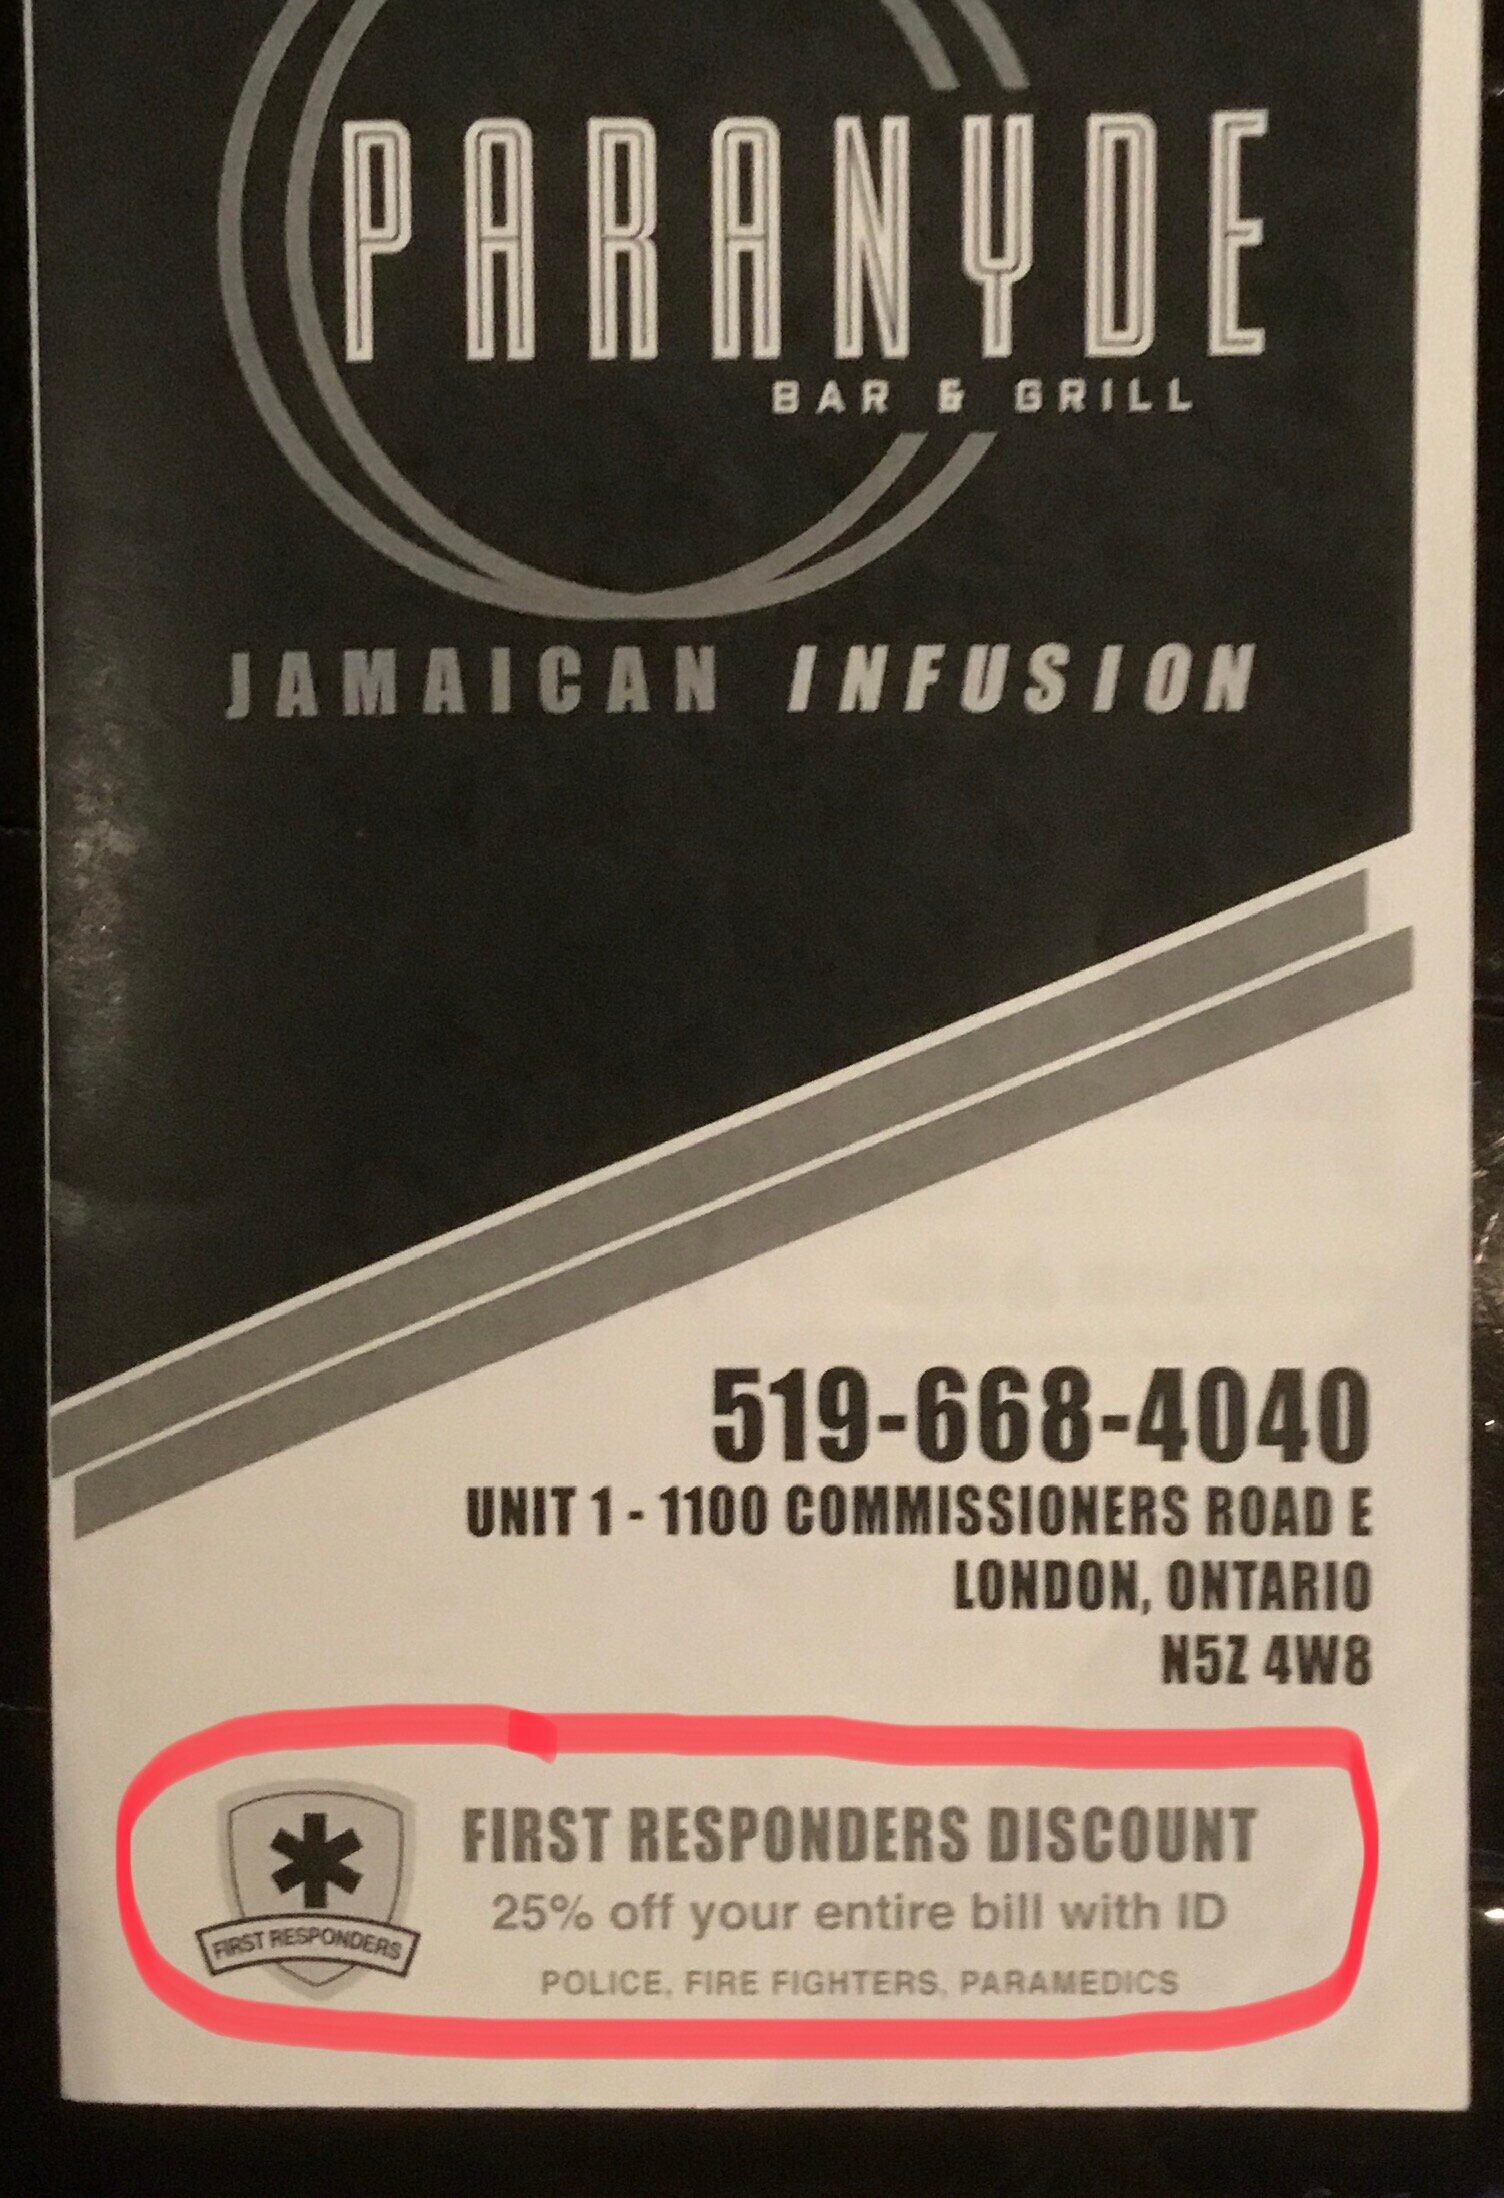 PARANYDE
BAR & GRILL
JAMAICAN INFUSION
519-668-4040
UNIT 1 - 1100 COMMISSIONERS ROAD E
LONDON, ONTARIO
N5Z 4W8
FIRST RESPONDERS
FIRST RESPONDERS DISCOUNT
25% off your entire bill with ID
POLICE, FIRE FIGHTERS, PARAMEDICS